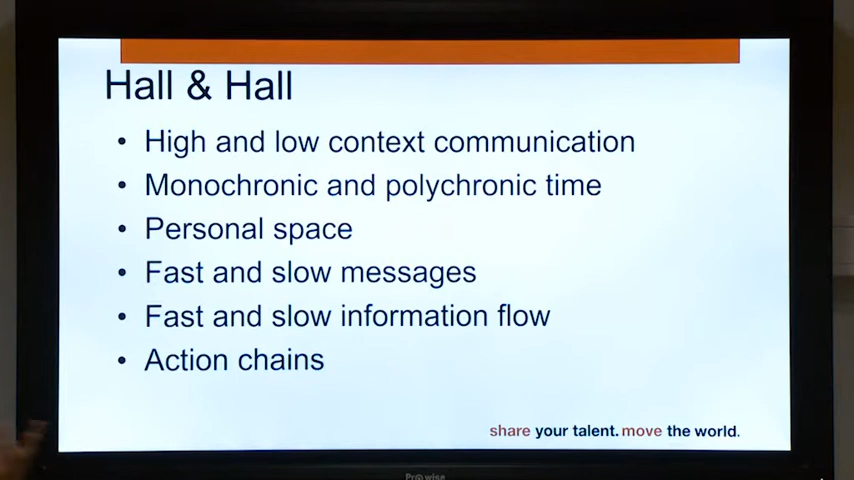 Hall & Hall
• High and low context communication
• Monochronic and polychronic time
• Personal space
• Fast and slow messages
• Fast and slow information flow
• Action chains
share your talent. move the world.
Prowise